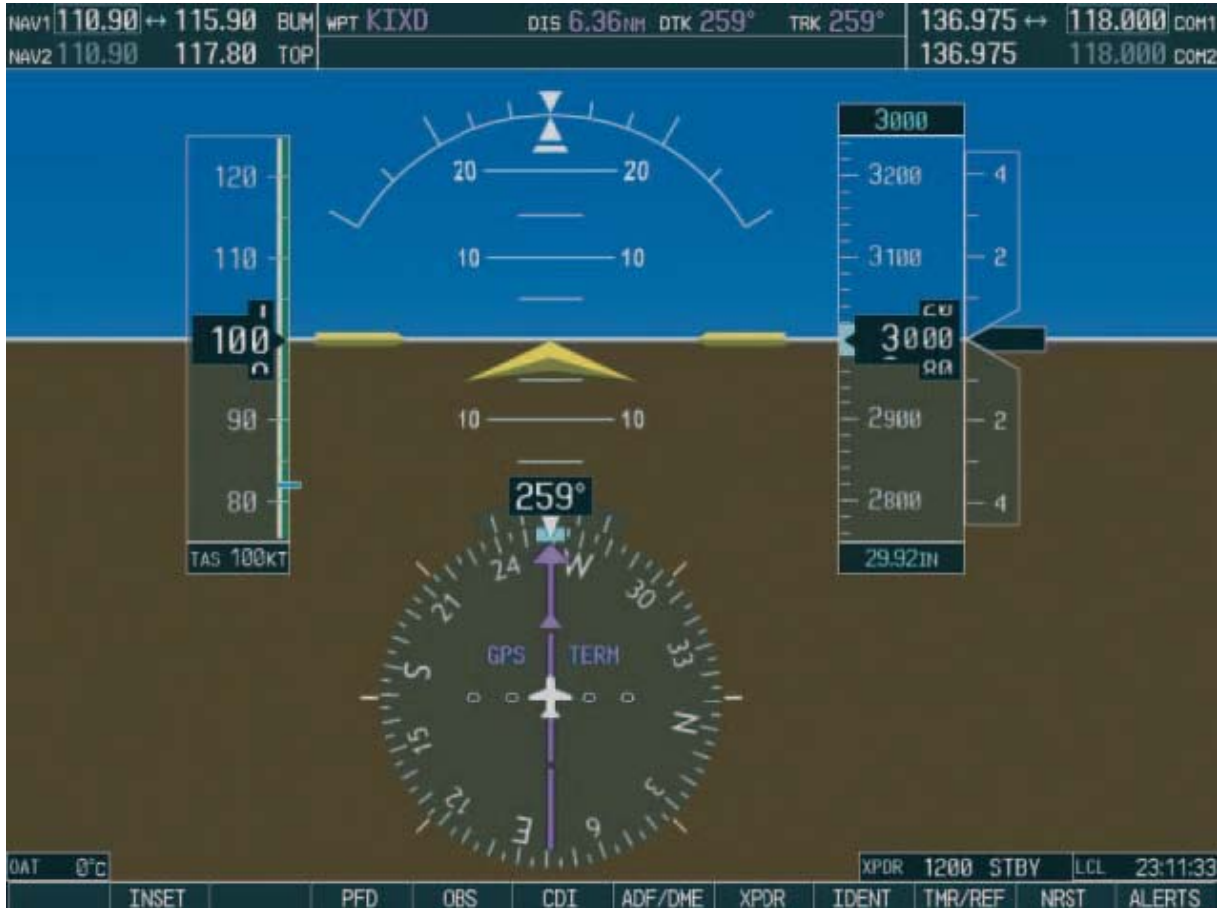 NAV1 110.90 ↔ 115.90 BUM
NAV2 110.90 117.80 TOP
WPT KIXD DIS 6.36NM DTK 259° TRK 259°
136.975 ↔ 118.000 COM1
136.975 118.000 COM2
120
110
100
90
80
TAS 100KT
20 20
10 10
10 10
3000
3200
3100
3000
80
2900
2800
29.92IN
4
2
2
4
259°
24 W 30 33 N 3 6 E 12 15 S 21
GPS TERM
OAT 0°C
XPDR 1200 STBY LCL 23:11:33
INSET PFD OBS CDI ADF/DME XPDR IDENT TMR/REF NRST ALERTS